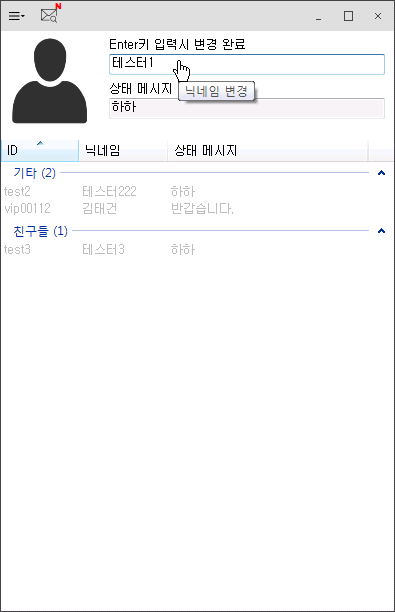 N
Enter키 입력시 변경 완료
테스터1
상태 메시지
닉네임 변경
하하
ID 닉네임 상태 메시지
기타 (2)
test2 테스터222 하하
vip00112 김태건 반갑습니다.
친구들 (1)
test3 테스터3 하하